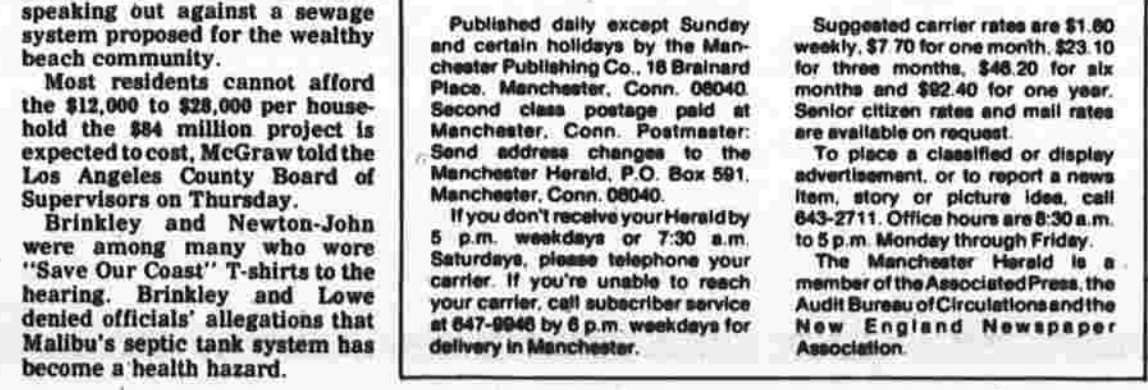 speaking out against a sewage
system proposed for the wealthy
beach community.
Most residents cannot afford
the $12,000 to $28,000 per house-
hold the $84 million project is
expected to cost, McGraw told the
Los Angeles County Board of
Supervisors on Thursday.
Brinkley and Newton-John
were among many who wore
"Save Our Coast" T-shirts to the
hearing. Brinkley and Lowe
denied officials' allegations that
Malibu's septic tank system has
become a health hazard.
Published daily except Sunday
and certain holidays by the Man-
chester Publishing Co., 16 Brainard
Place, Manchester, Conn. 06040.
Second class postage paid at
Manchester, Conn. Postmaster:
Send address changes to the
Manchester Herald, P.O. Box 591,
Manchester, Conn. 06040.
If you don't receive your Herald by
5 p.m. weekdays or 7:30 a.m.
Saturdays, please telephone your
carrier. If you're unable to reach
your carrier, call subscriber service
at 647-9946 by 6 p.m. weekdays for
delivery in Manchester.
Suggested carrier rates are $1.80
weekly, $7.70 for one month, $23.10
for three months, $46.20 for six
months and $92.40 for one year.
Senior citizen rates and mail rates
are available on request.
To place a classified or display
advertisement, or to report a news
item, story or picture idea, call
643-2711. Office hours are 8:30 a.m.
to 5 p.m. Monday through Friday.
The Manchester Herald is a
member of the Associated Press, the
Audit Bureau of Circulations and the
New England Newspaper
Association.